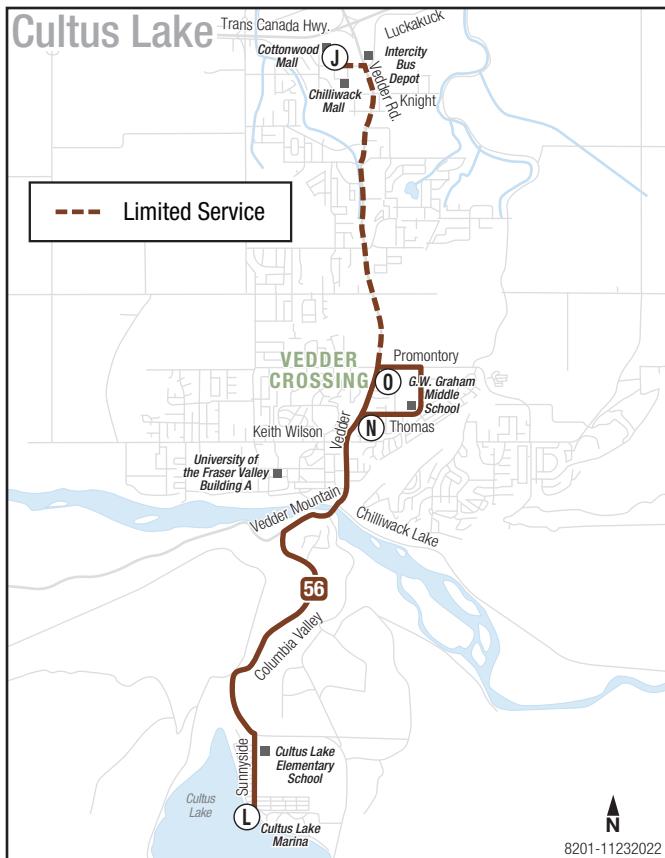 Cultus Lake
Trans Canada Hwy.
Luckakuck
Cottonwood
Mall
J
Intercity
Bus
Depot
Chilliwack
Mall
Vedder Rd.
Knight
Limited Service
Promontory
VEDDER
CROSSING
O
G.W. Graham
Middle
School
N
Thomas
Keith Wilson
Vedder
University of
the Fraser Valley
Building A
Vedder Mountain
Chilliwack Lake
56
Columbia Valley
Sunnyside
Cultus Lake
Elementary
School
Cultus
Lake
L
Cultus Lake
Marina
N
8201-11232022